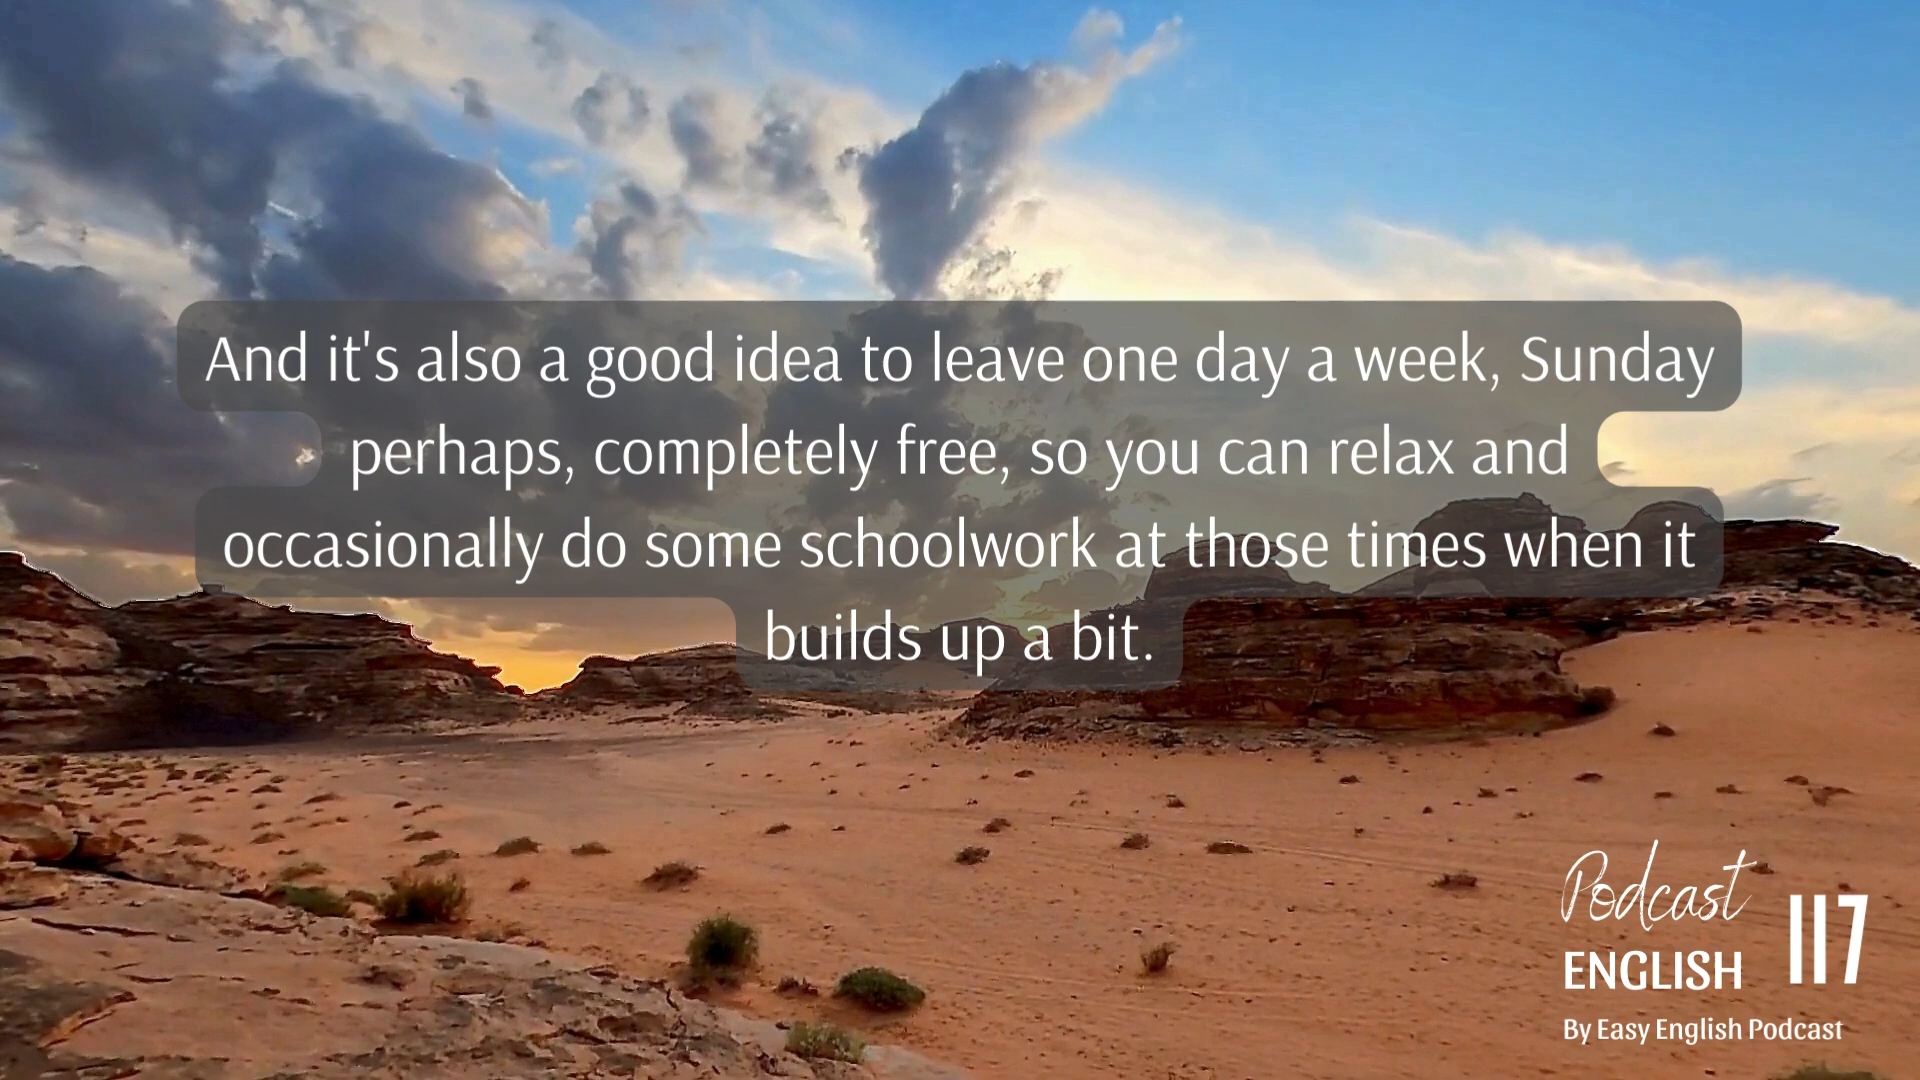 And it's also a good idea to leave one day a week, Sunday
perhaps, completely free, so you can relax and
occasionally do some schoolwork at those times when it
builds up a bit.
Podcast
ENGLISH 117
By Easy English Podcast